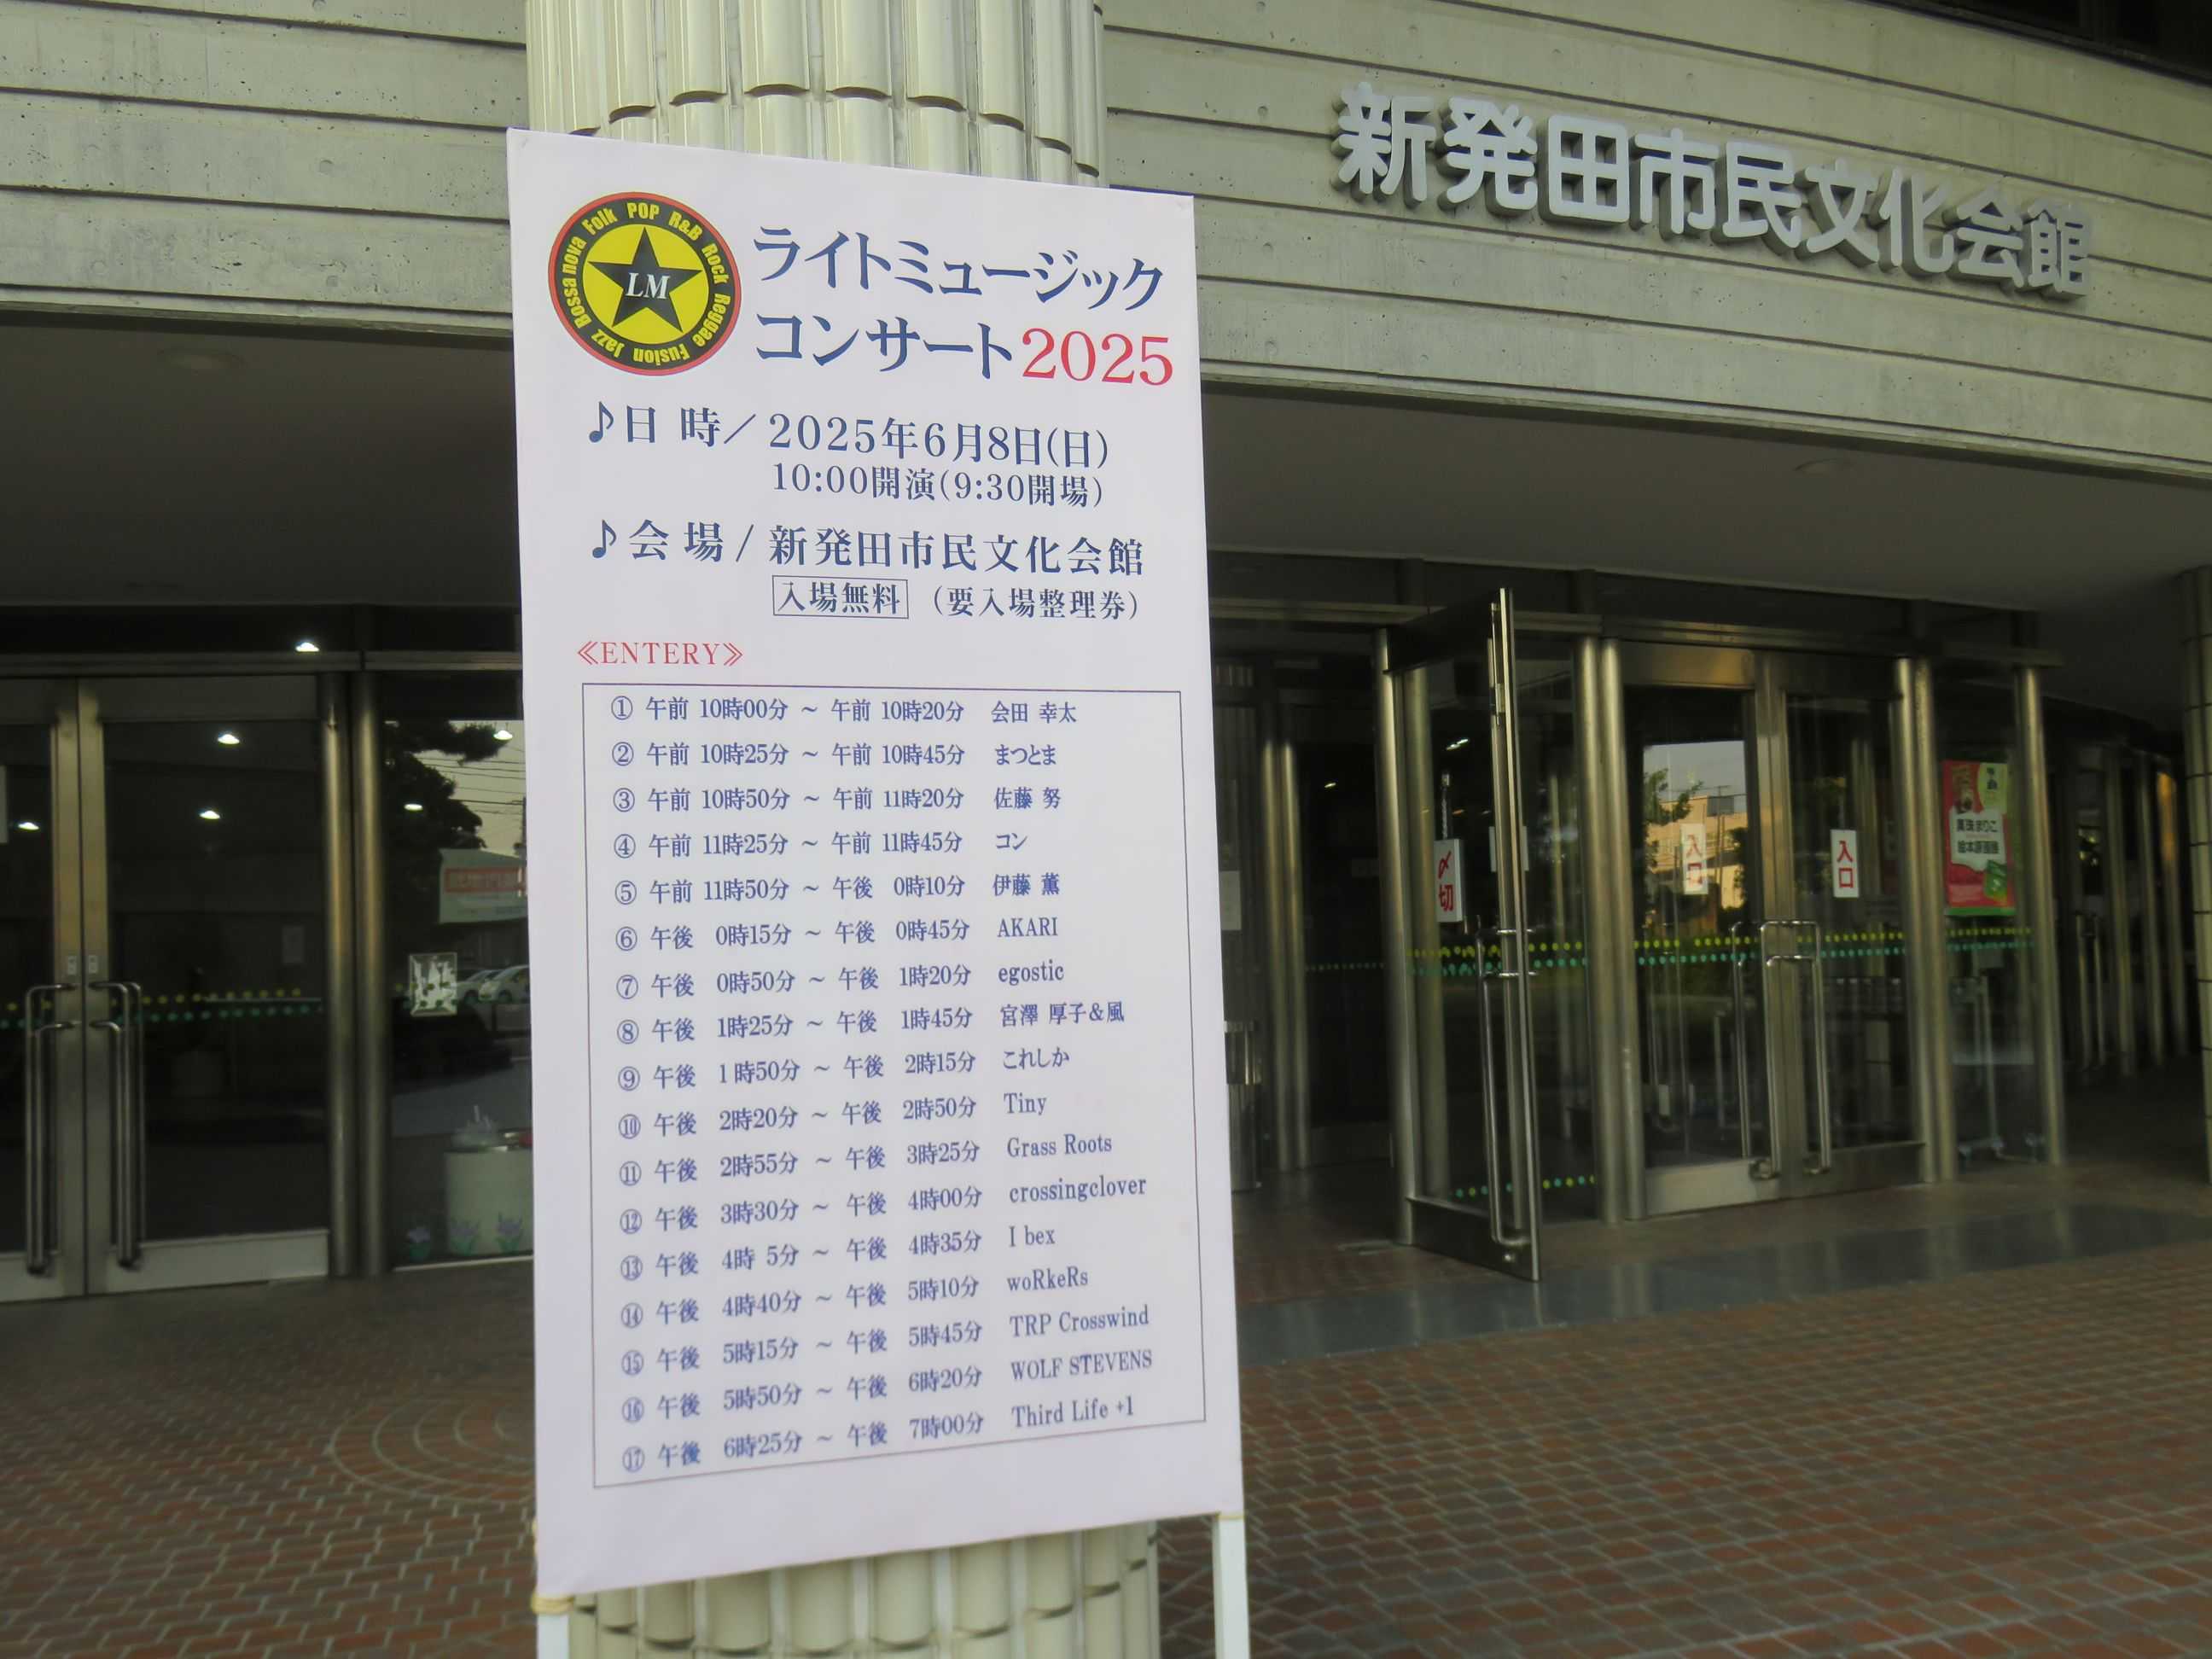 新発田市民文化会館
Bossa nova Folk POP R&B Rock Reggae Fusion Jazz
LM
ライトミュージック
コンサート2025
♪日 時／2025年6月8日(日)
10:00開演(9:30開場)
♪会 場/新発田市民文化会館
入場無料 (要入場整理券)
≪ENTERY≫
① 午前 10時00分 ～ 午前 10時20分 会田 幸太
② 午前 10時25分 ～ 午前 10時45分 まつとま
③ 午前 10時50分 ～ 午前 11時20分 佐藤 努
④ 午前 11時25分 ～ 午前 11時45分 コン
⑤ 午前 11時50分 ～ 午後 0時10分 伊藤 薫
⑥ 午後 0時15分 ～ 午後 0時45分 AKARI
⑦ 午後 0時50分 ～ 午後 1時20分 egostic
⑧ 午後 1時25分 ～ 午後 1時45分 宮澤 厚子&風
⑨ 午後 1時50分 ～ 午後 2時15分 これしか
⑩ 午後 2時20分 ～ 午後 2時50分 Tiny
⑪ 午後 2時55分 ～ 午後 3時25分 Grass Roots
⑫ 午後 3時30分 ～ 午後 4時00分 crossingclover
⑬ 午後 4時 5分 ～ 午後 4時35分 I bex
⑭ 午後 4時40分 ～ 午後 5時10分 woRkeRs
⑮ 午後 5時15分 ～ 午後 5時45分 TRP Crosswind
⑯ 午後 5時50分 ～ 午後 6時20分 WOLF STEVENS
⑰ 午後 6時25分 ～ 午後 7時00分 Third Life +1
〆切
入口
入口